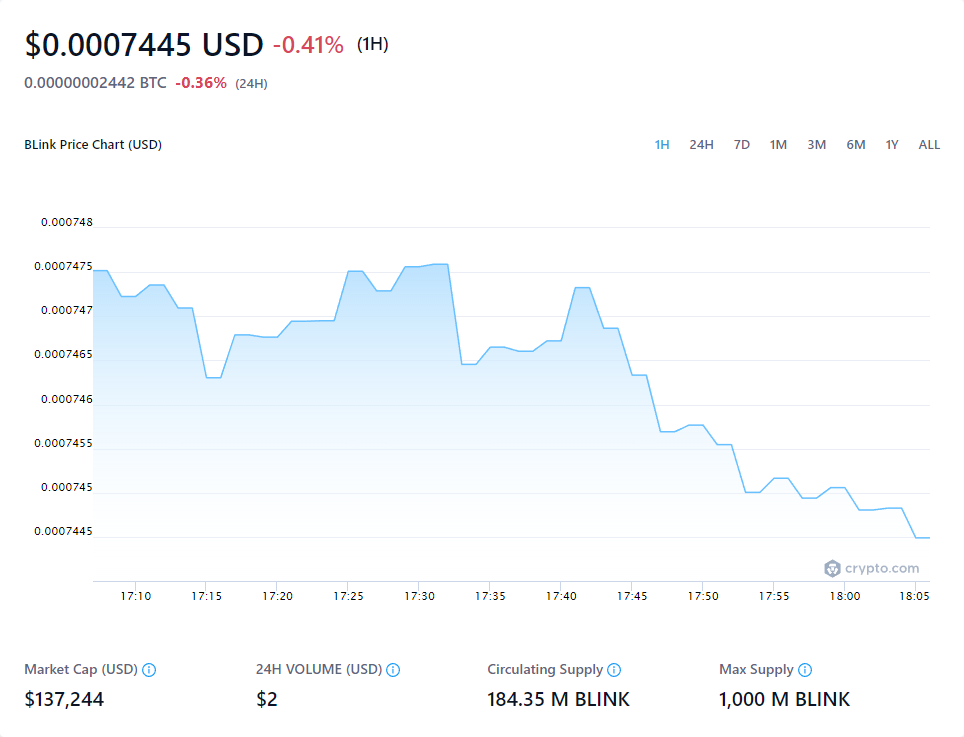 $0.0007445 USD -0.41% (1H)
0.00000002442 BTC -0.36% (24H)
BLink Price Chart (USD) 1H 24H 7D 1M 3M 6M 1Y ALL
0.000748
0.0007475
0.000747
0.0007465
0.000746
0.0007455
0.000745
0.0007445
crypto.com
17:10 17:15 17:20 17:25 17:30 17:35 17:40 17:45 17:50 17:55 18:00 18:05
Market Cap (USD) 24H VOLUME (USD) Circulating Supply Max Supply
$137,244 $2 184.35 M BLINK 1,000 M BLINK